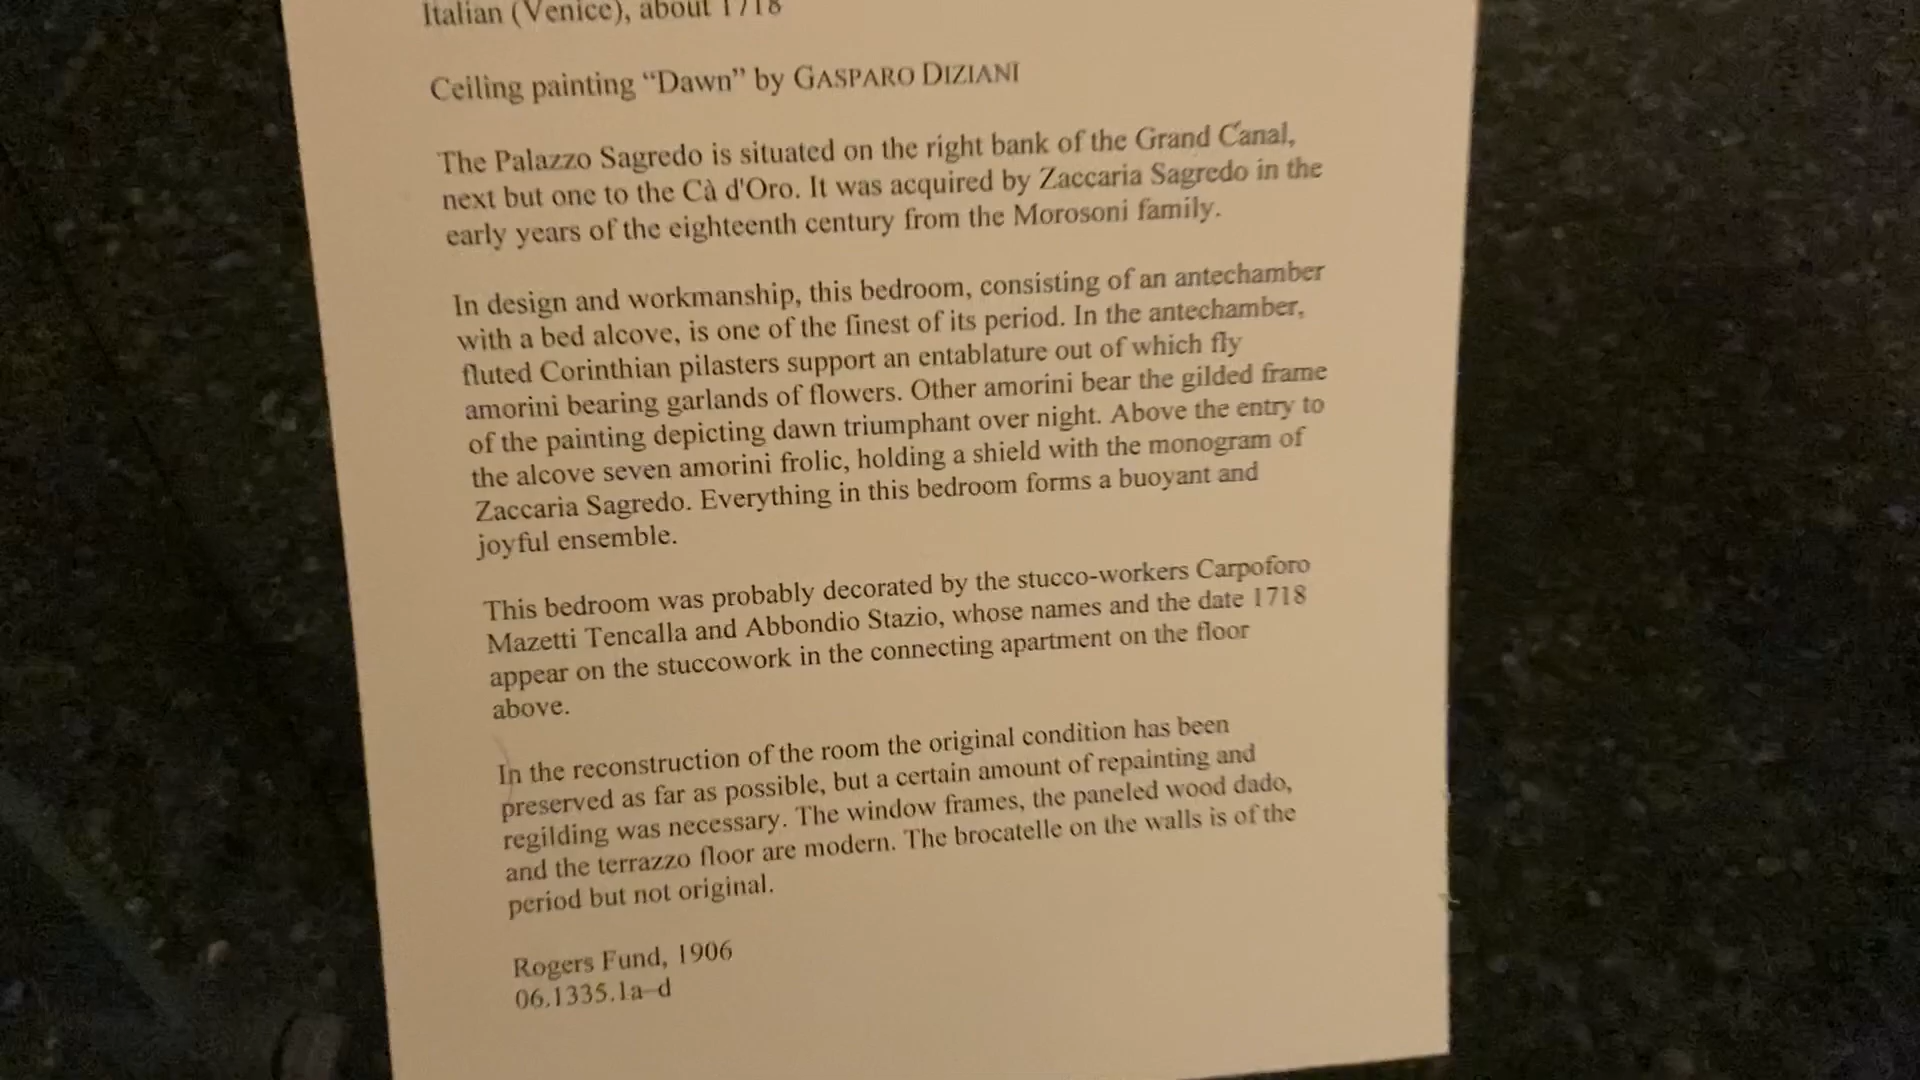 Italian (Venice), about 1718
Ceiling painting “Dawn” by GASPARO DIZIANI
The Palazzo Sagredo is situated on the right bank of the Grand Canal,
next but one to the Cà d'Oro. It was acquired by Zaccaria Sagredo in the
early years of the eighteenth century from the Morosoni family.
In design and workmanship, this bedroom, consisting of an antechamber
with a bed alcove, is one of the finest of its period. In the antechamber,
fluted Corinthian pilasters support an entablature out of which fly
amorini bearing garlands of flowers. Other amorini bear the gilded frame
of the painting depicting dawn triumphant over night. Above the entry to
the alcove seven amorini frolic, holding a shield with the monogram of
Zaccaria Sagredo. Everything in this bedroom forms a buoyant and
joyful ensemble.
This bedroom was probably decorated by the stucco-workers Carpoforo
Mazetti Tencalla and Abbondio Stazio, whose names and the date 1718
appear on the stuccowork in the connecting apartment on the floor
above.
In the reconstruction of the room the original condition has been
preserved as far as possible, but a certain amount of repainting and
regilding was necessary. The window frames, the paneled wood dado,
and the terrazzo floor are modern. The brocatelle on the walls is of the
period but not original.
Rogers Fund, 1906
06.1335.1a–d